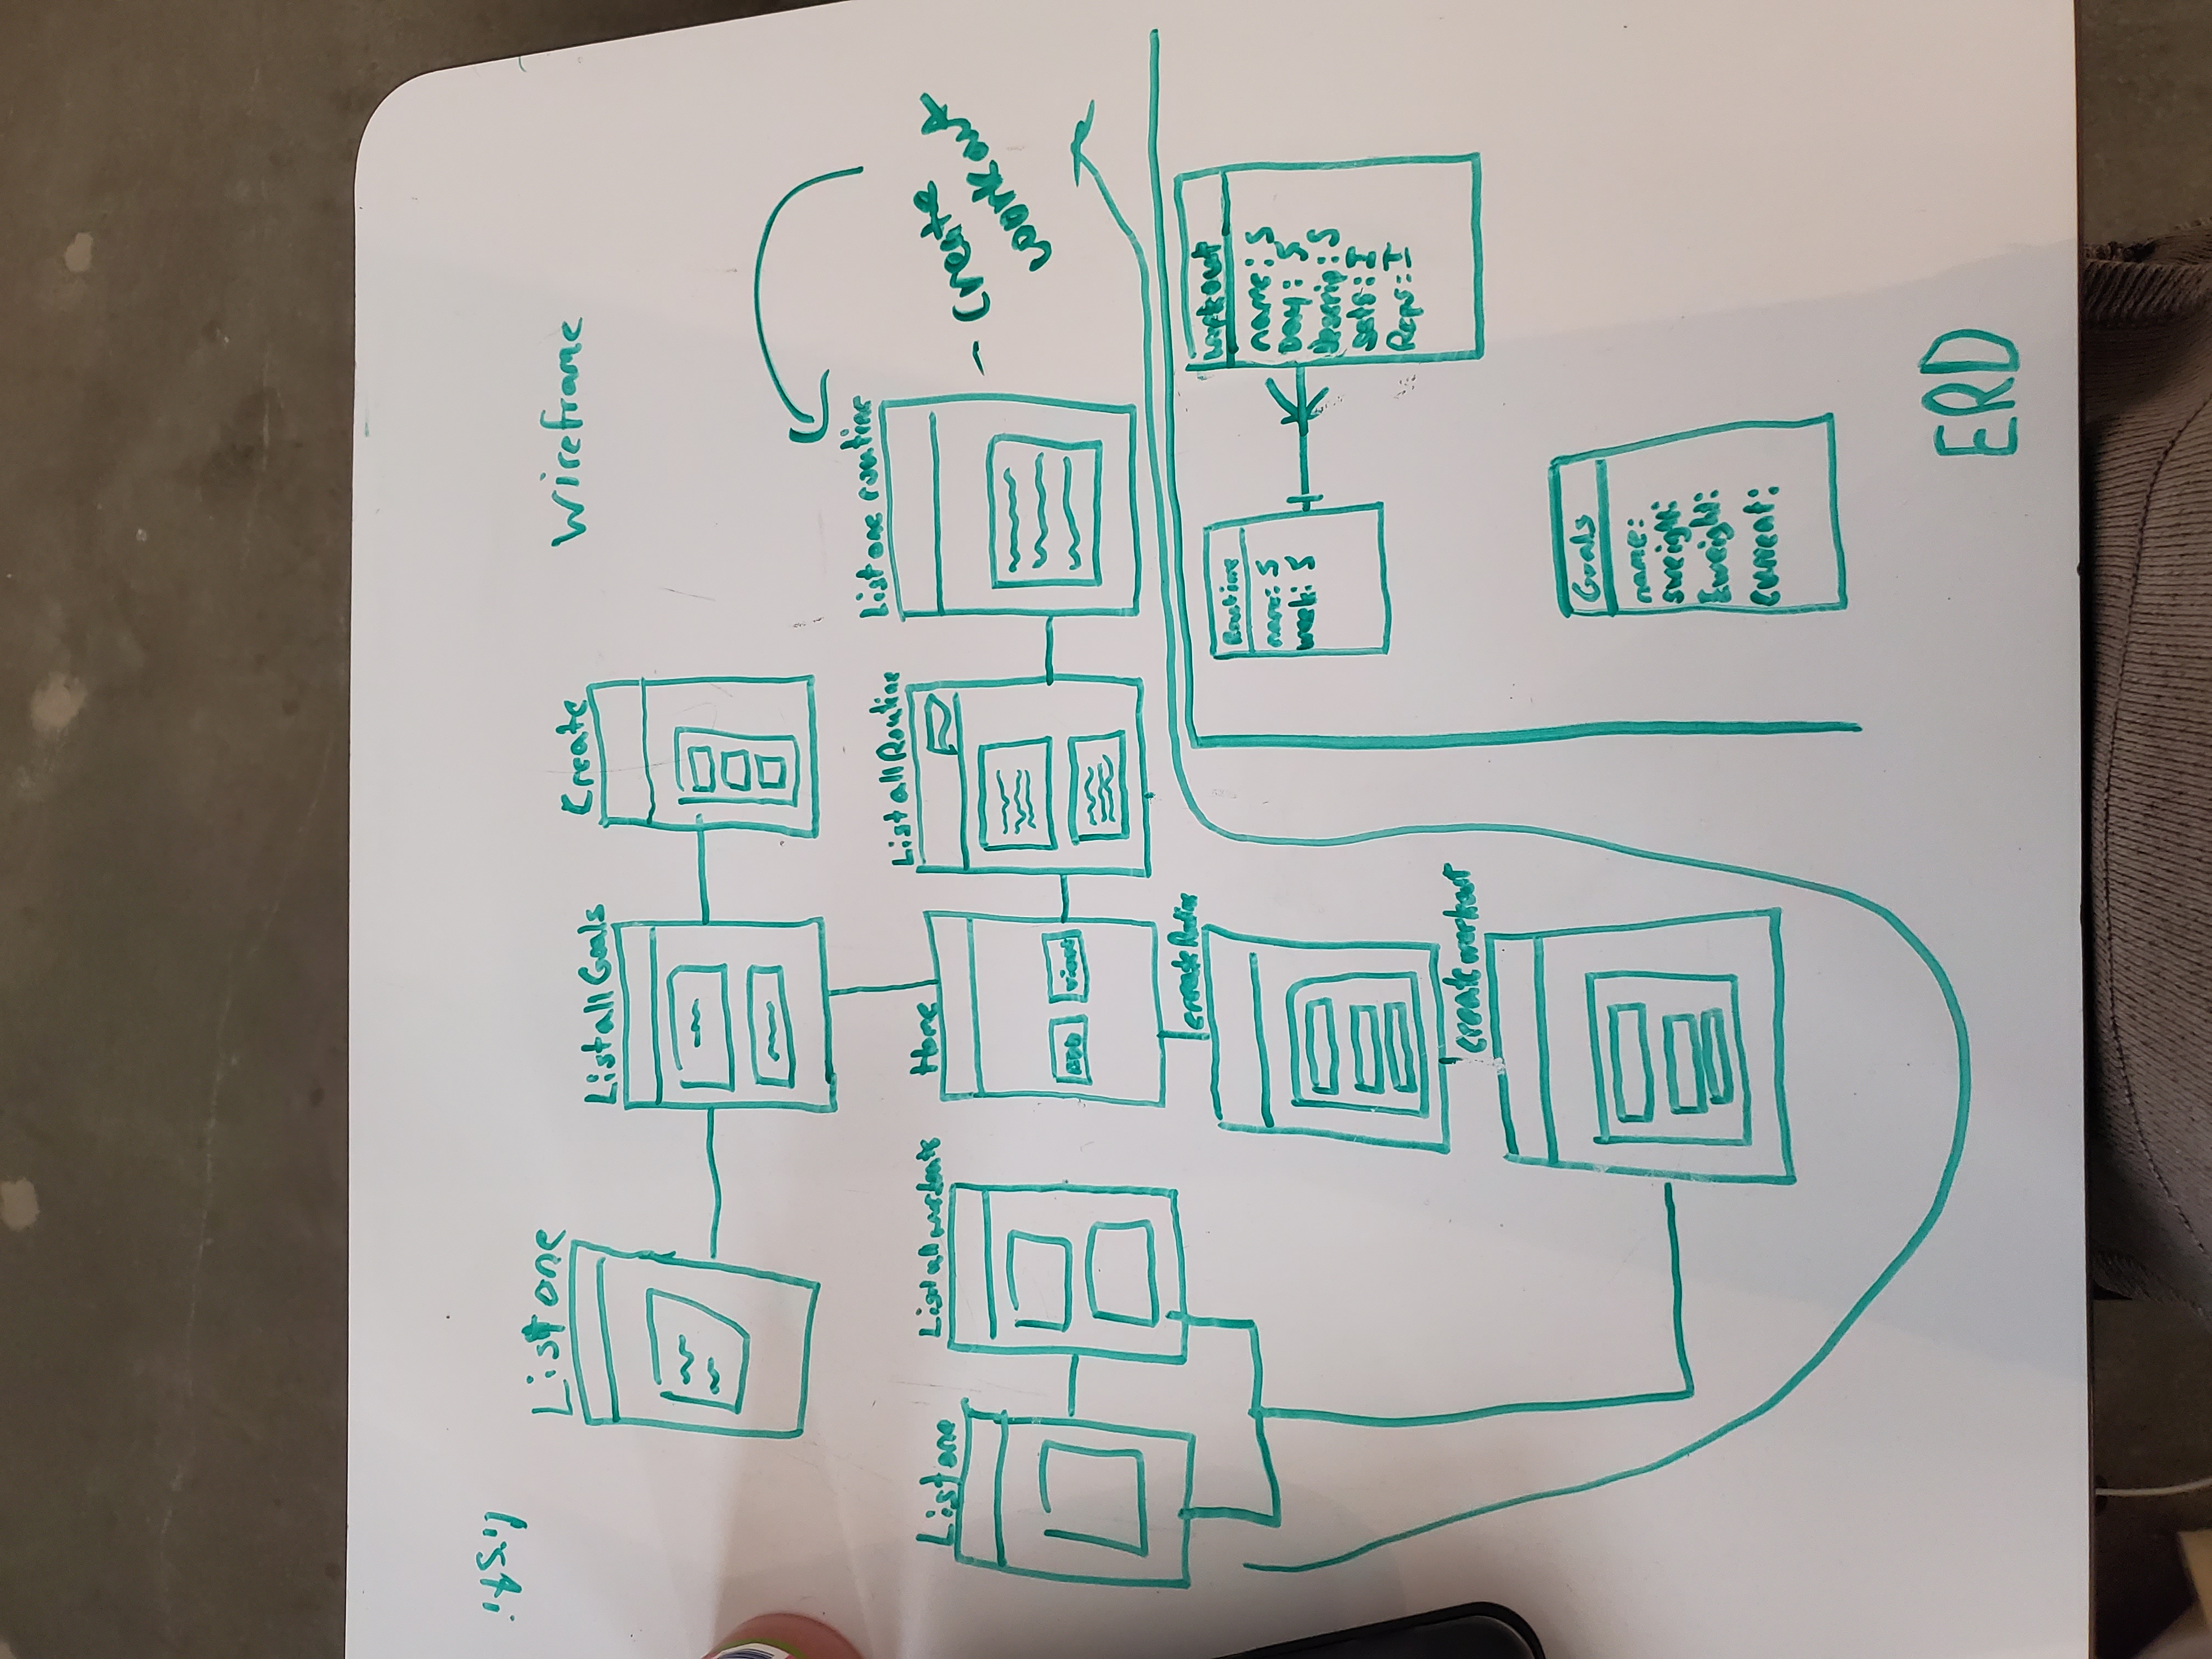 List one
List all Goals
Create
Wireframe
List one
List all workouts
Home
ADD
view
List all Routine
List one routine
- Create
workout
create Routine
create workout
Routine
name: S
week: S
Workout
name: S
Day: S
Descrip: S
sets: I
Reps: I
Goals
name:
sweight:
Eweight:
Current:
ERD